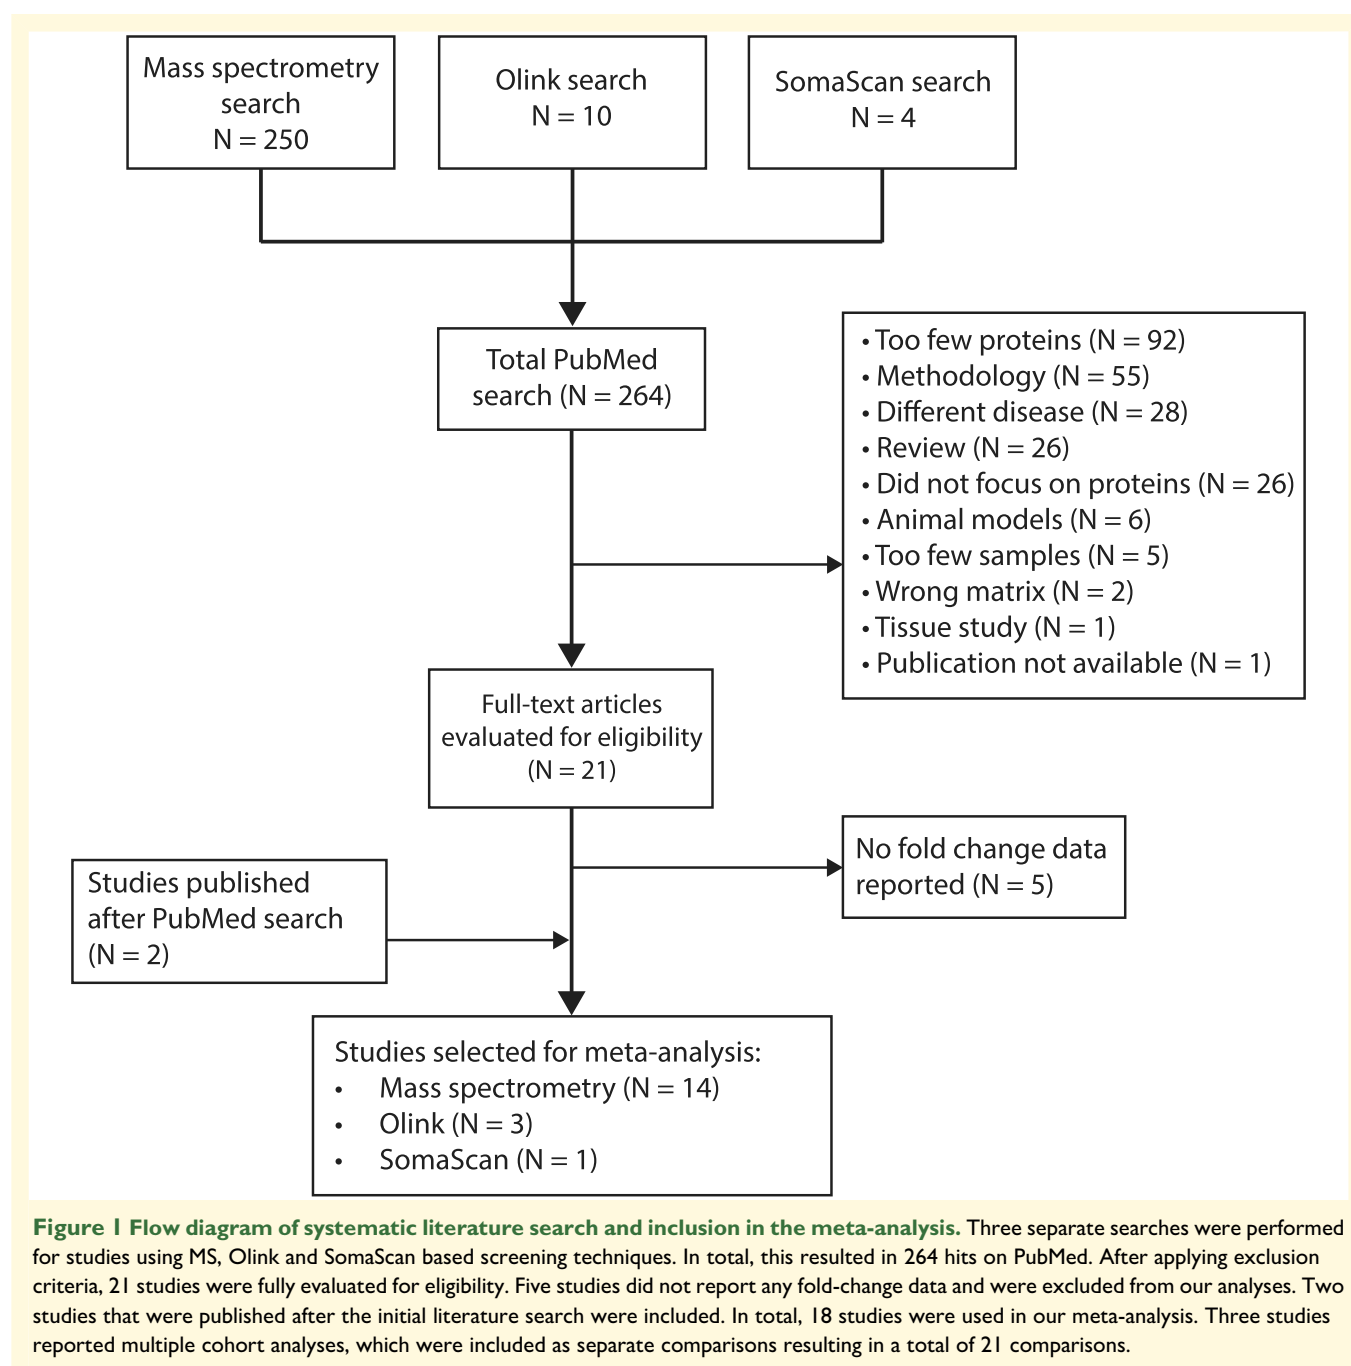 Mass spectrometry
search
N = 250
Olink search
N = 10
SomaScan search
N = 4
Total PubMed
search (N = 264)
• Too few proteins (N = 92)
• Methodology (N = 55)
• Different disease (N = 28)
• Review (N = 26)
• Did not focus on proteins (N = 26)
• Animal models (N = 6)
• Too few samples (N = 5)
• Wrong matrix (N = 2)
• Tissue study (N = 1)
• Publication not available (N = 1)
Full-text articles
evaluated for eligibility
(N = 21)
No fold change data
reported (N = 5)
Studies published
after PubMed search
(N = 2)
Studies selected for meta-analysis:
• Mass spectrometry (N = 14)
• Olink (N = 3)
• SomaScan (N = 1)
Figure 1 Flow diagram of systematic literature search and inclusion in the meta-analysis. Three separate searches were performed
for studies using MS, Olink and SomaScan based screening techniques. In total, this resulted in 264 hits on PubMed. After applying exclusion
criteria, 21 studies were fully evaluated for eligibility. Five studies did not report any fold-change data and were excluded from our analyses. Two
studies that were published after the initial literature search were included. In total, 18 studies were used in our meta-analysis. Three studies
reported multiple cohort analyses, which were included as separate comparisons resulting in a total of 21 comparisons.